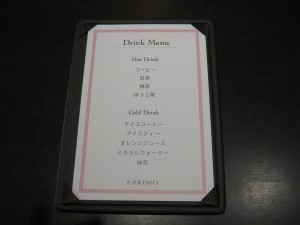 Drink Menu
Hot Drink
コーヒー
紅茶
緑茶
ほうじ茶
Cold Drink
アイスコーヒー
アイスティー
オレンジジュース
ミネラルウォーター
緑茶
I-PRIMO